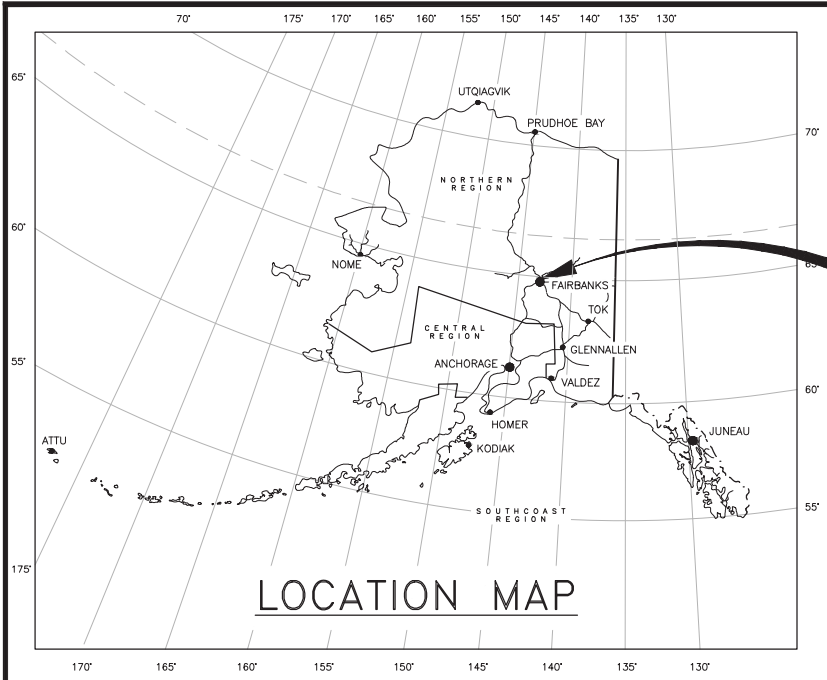 70° 175° 170° 165° 160° 155° 150° 145° 140° 135° 130°
65°
UTQIAGVIK
PRUDHOE BAY
70°
NORTHERN
REGION
60°
NOME
65°
FAIRBANKS
TOK
CENTRAL
REGION
GLENNALLEN
55°
ANCHORAGE
VALDEZ
60°
HOMER
JUNEAU
ATTU
KODIAK
SOUTHCOAST
REGION
55°
175°
LOCATION MAP
170° 165° 160° 155° 150° 145° 140° 135° 130°